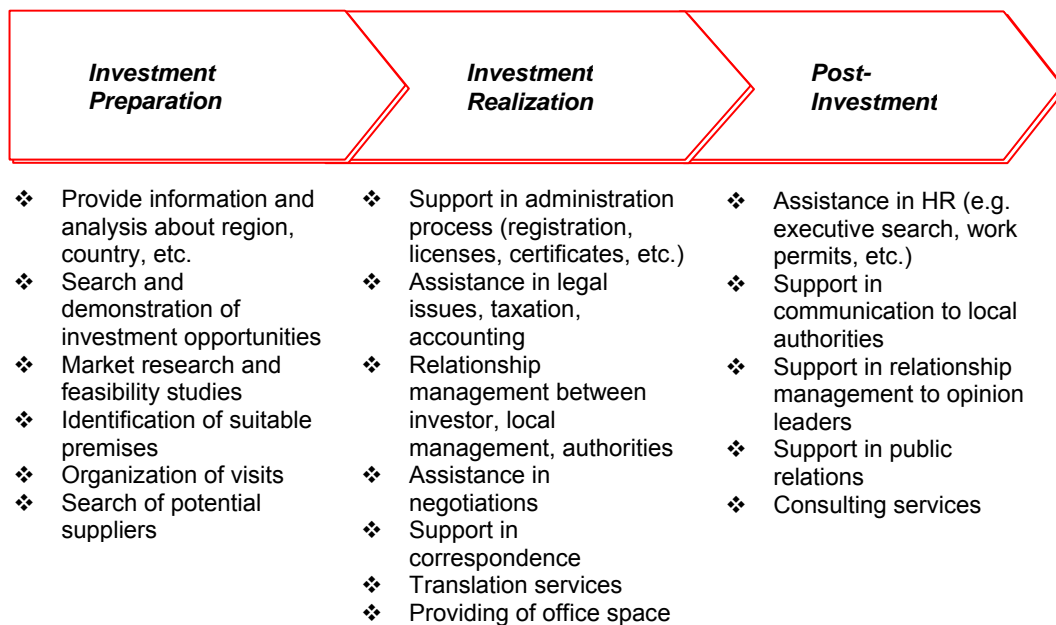 Investment
Preparation
Investment
Realization
Post-
Investment
❖ Provide information and
analysis about region,
country, etc.
❖ Search and
demonstration of
investment opportunities
❖ Market research and
feasibility studies
❖ Identification of suitable
premises
❖ Organization of visits
❖ Search of potential
suppliers
❖ Support in administration
process (registration,
licenses, certificates, etc.)
❖ Assistance in legal
issues, taxation,
accounting
❖ Relationship
management between
investor, local
management, authorities
❖ Assistance in
negotiations
❖ Support in
correspondence
❖ Translation services
❖ Providing of office space
❖ Assistance in HR (e.g.
executive search, work
permits, etc.)
❖ Support in
communication to local
authorities
❖ Support in relationship
management to opinion
leaders
❖ Support in public
relations
❖ Consulting services